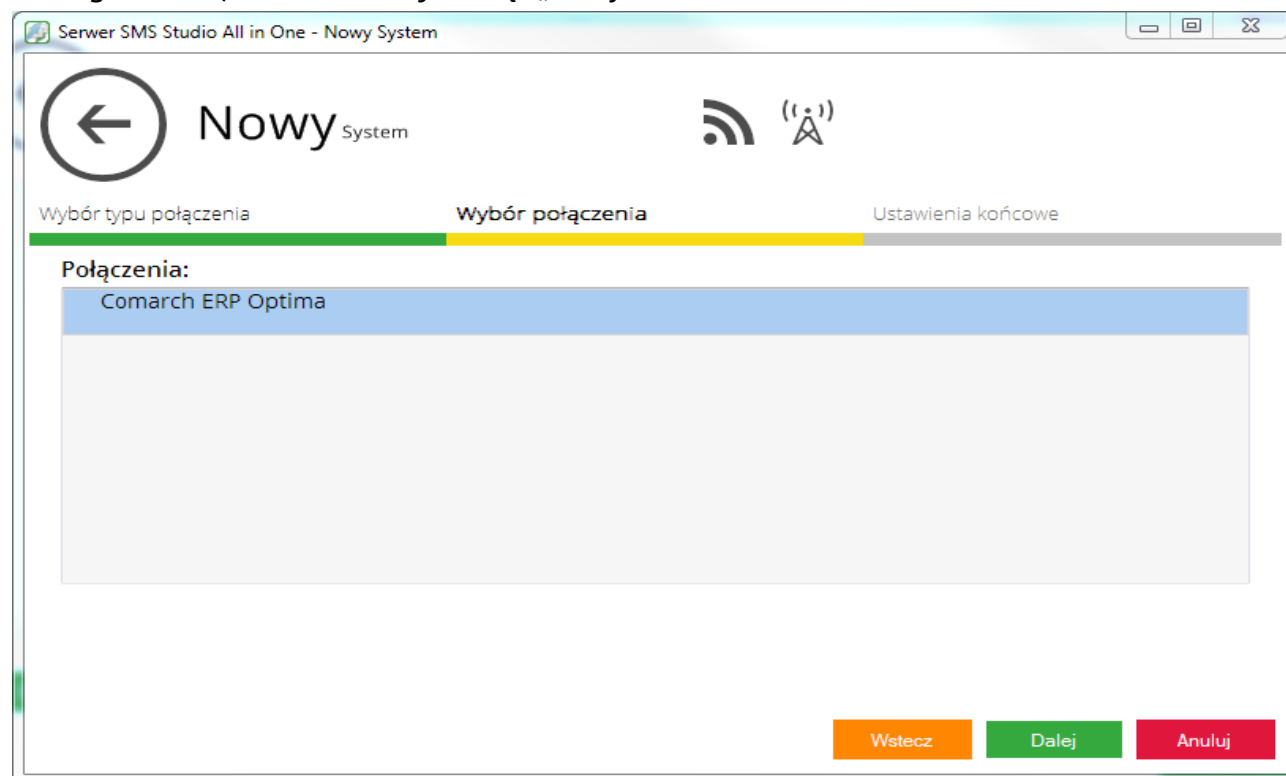 Serwer SMS Studio All in One - Nowy System
Nowy System
Wybór typu połączenia
Wybór połączenia
Ustawienia końcowe
Połączenia:
Comarch ERP Optima
Wstecz
Dalej
Anuluj